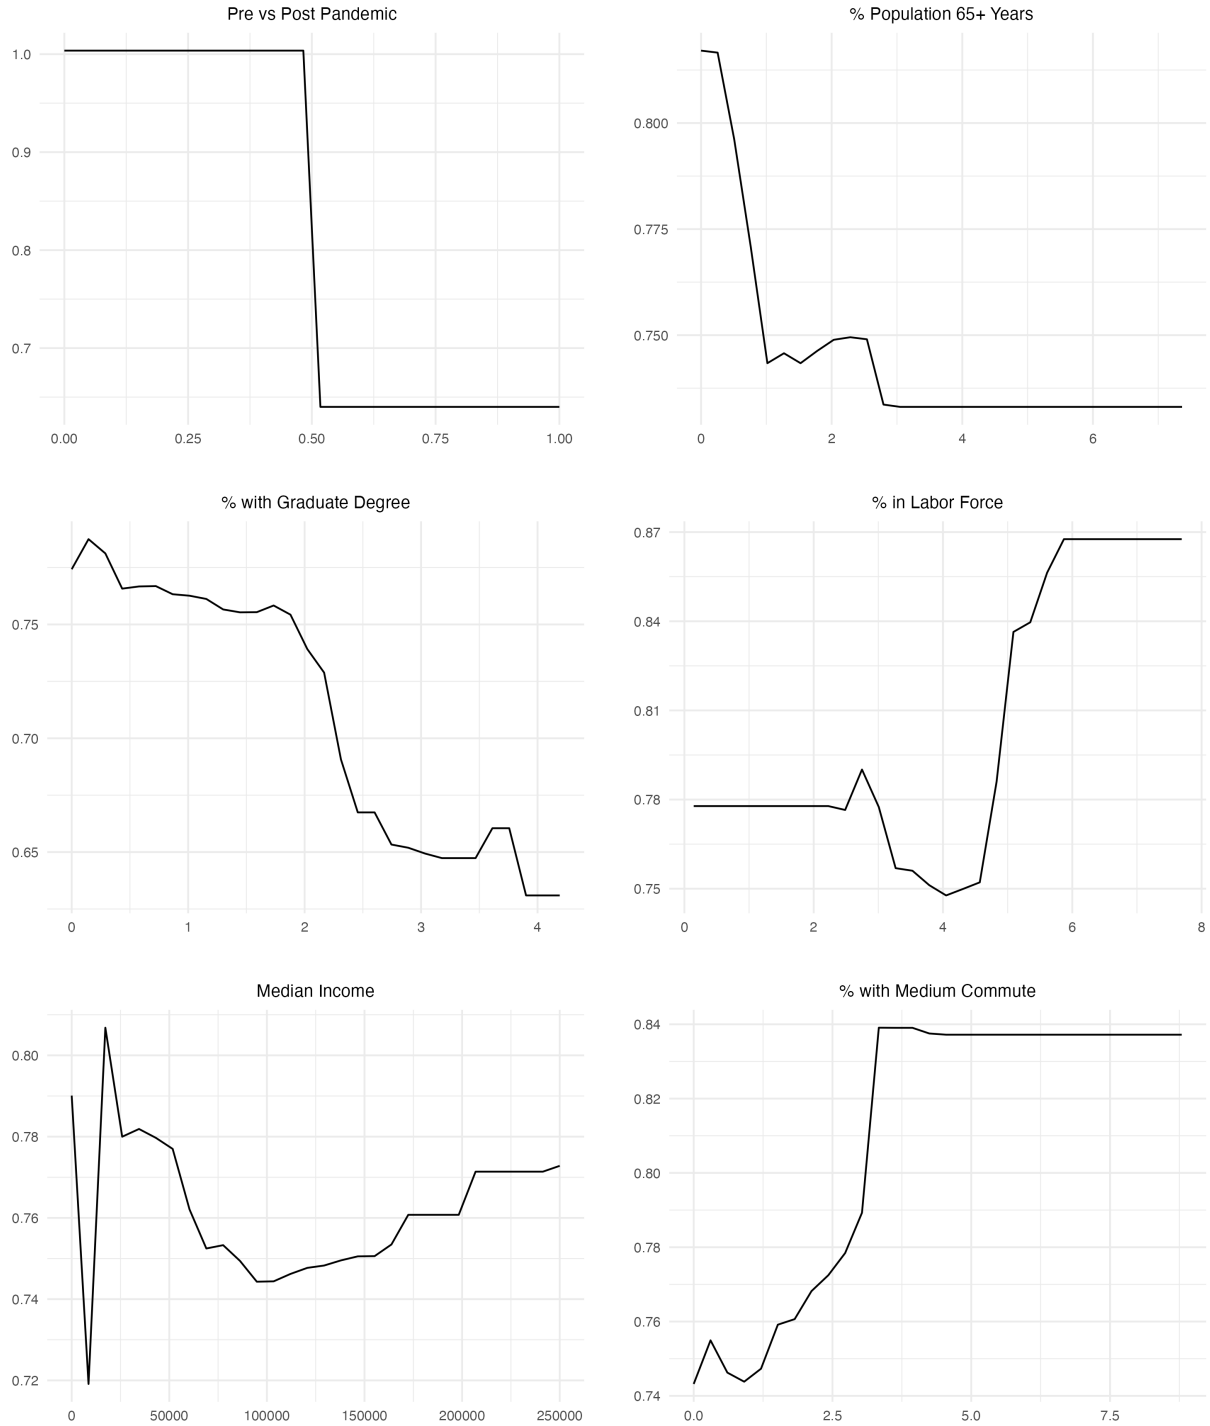 Pre vs Post Pandemic
1.0
0.9
0.8
0.7
0.00 0.25 0.50 0.75 1.00
% Population 65+ Years
0.800
0.775
0.750
0 2 4 6
% with Graduate Degree
0.75
0.70
0.65
0 1 2 3 4
% in Labor Force
0.87
0.84
0.81
0.78
0.75
0 2 4 6 8
Median Income
0.80
0.78
0.76
0.74
0.72
0 50000 100000 150000 200000 250000
% with Medium Commute
0.84
0.82
0.80
0.78
0.76
0.74
0.0 2.5 5.0 7.5